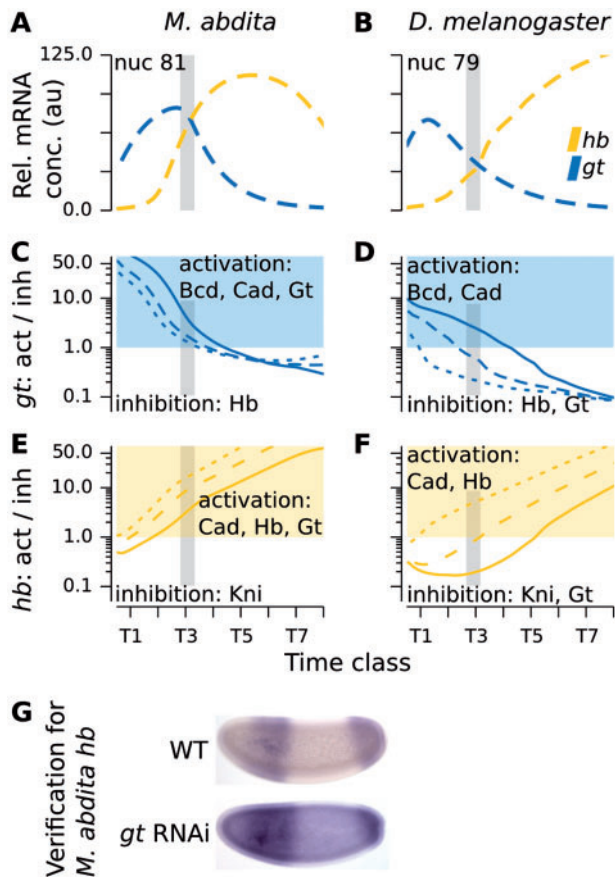 A
M. abdita
B
D. melanogaster
Rel. mRNA
conc. (au)
125.0
0.0
nuc 81
nuc 79
hb
gt
C
D
gt: act / inh
50.0
10.0
1.0
0.1
activation:
Bcd, Cad, Gt
inhibition: Hb
activation:
Bcd, Cad
inhibition: Hb, Gt
E
F
hb: act / inh
50.0
10.0
1.0
0.1
activation:
Cad, Hb, Gt
inhibition: Kni
activation:
Cad, Hb
inhibition: Kni, Gt
T1 T3 T5 T7
T1 T3 T5 T7
Time class
G
Verification for
M. abdita hb
WT
gt RNAi